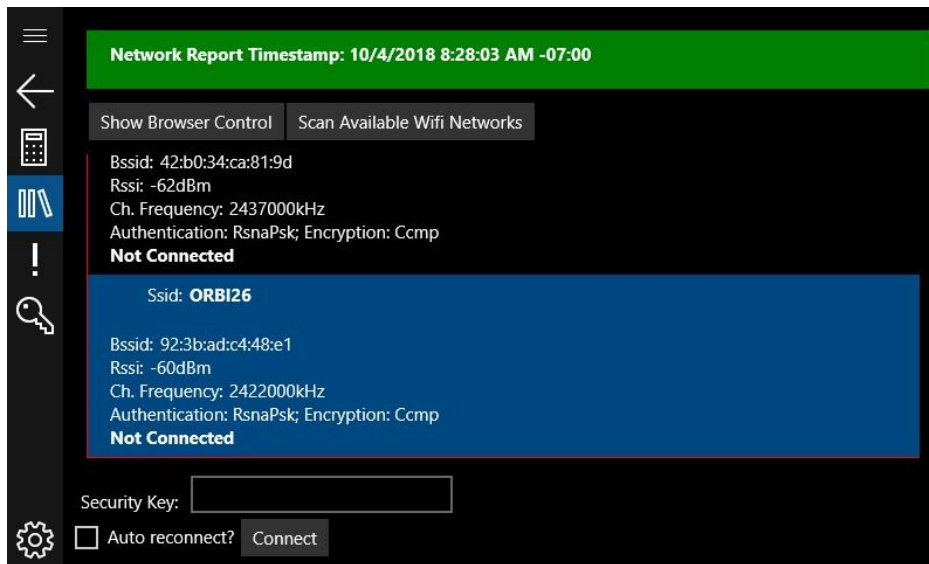 Network Report Timestamp: 10/4/2018 8:28:03 AM -07:00
Show Browser Control Scan Available Wifi Networks
Bssid: 42:b0:34:ca:81:9d
Rssi: -62dBm
Ch. Frequency: 2437000kHz
Authentication: RsnaPsk; Encryption: Ccmp
Not Connected
Ssid: ORBI26
Bssid: 92:3b:ad:c4:48:e1
Rssi: -60dBm
Ch. Frequency: 2422000kHz
Authentication: RsnaPsk; Encryption: Ccmp
Not Connected
Security Key:
Auto reconnect? Connect